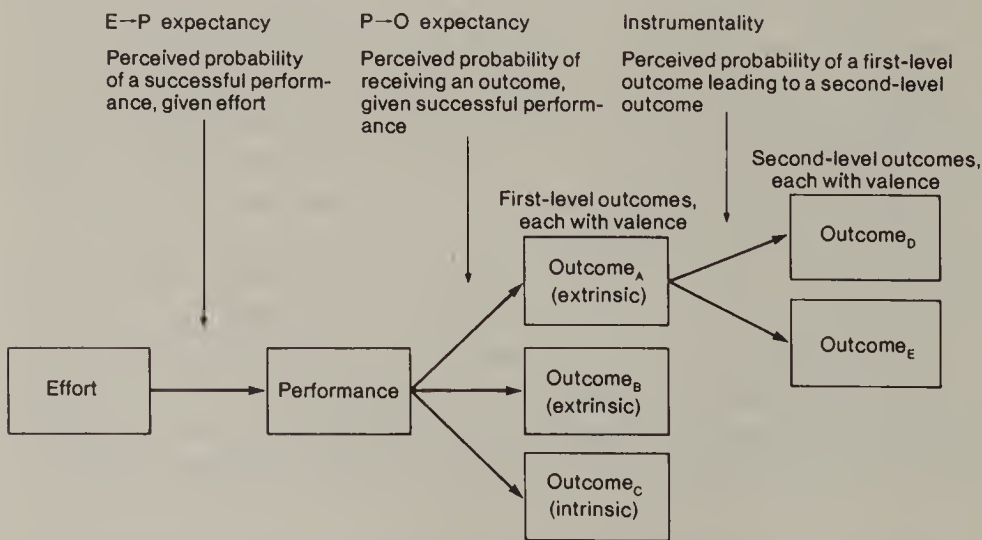 E→P expectancy
Perceived probability
of a successful perform-
ance, given effort
P→O expectancy
Perceived probability of
receiving an outcome,
given successful perform-
ance
Instrumentality
Perceived probability of a first-level
outcome leading to a second-level
outcome
Second-level outcomes,
each with valence
First-level outcomes,
each with valence
Outcome_D
Outcome_A
(extrinsic)
Outcome_E
Effort
Performance
Outcome_B
(extrinsic)
Outcome_C
(intrinsic)